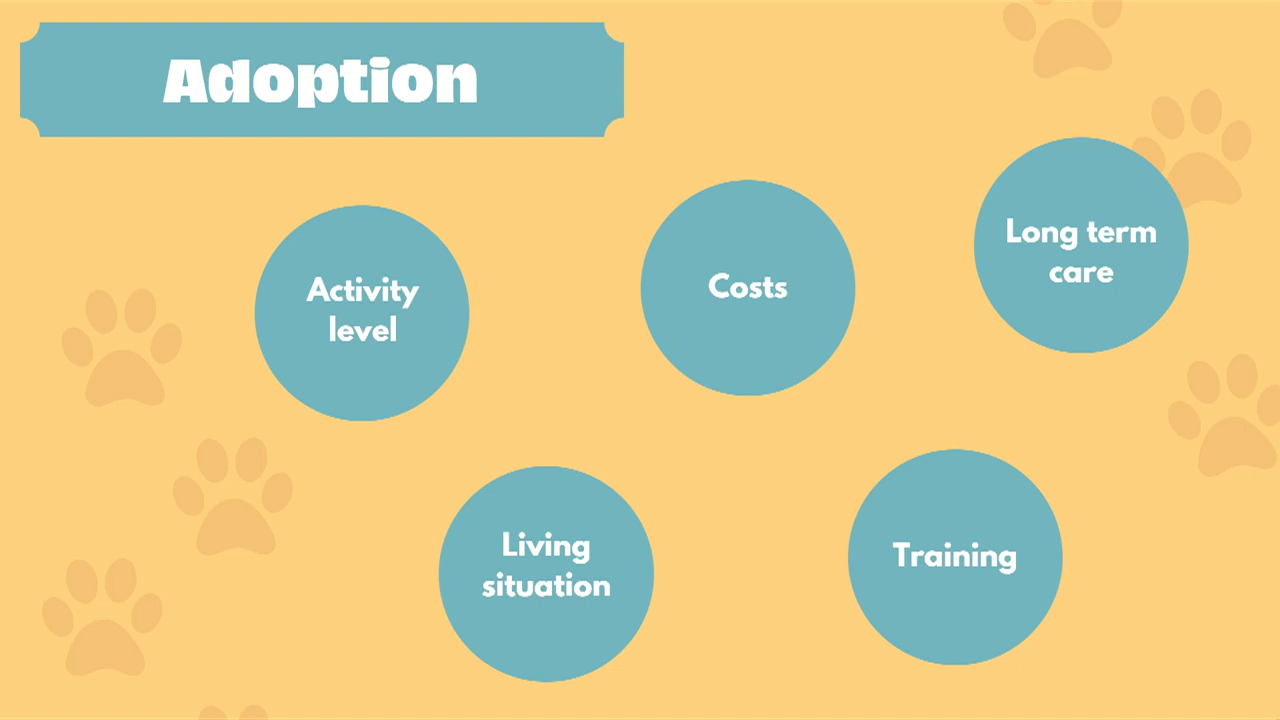 Adoption
Activity
level
Costs
Long term
care
Living
situation
Training